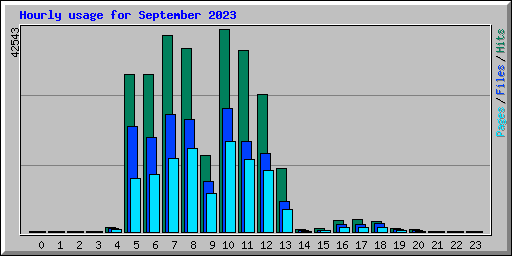 Hourly usage for September 2023
42543
Pages/Files/Hits
0 1 2 3 4 5 6 7 8 9 10 11 12 13 14 15 16 17 18 19 20 21 22 23